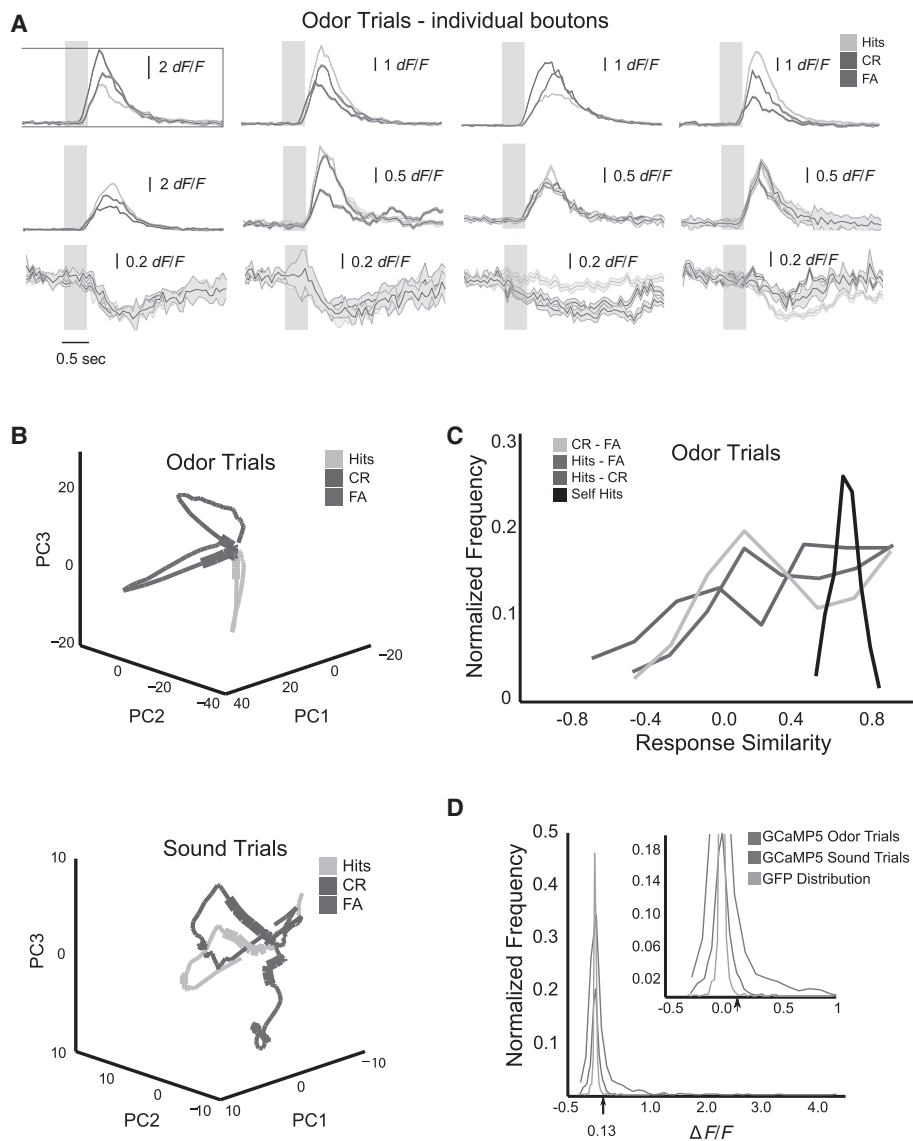 A
Odor Trials - individual boutons
Hits
CR
FA
2 dF/F
1 dF/F
1 dF/F
1 dF/F
2 dF/F
0.5 dF/F
0.5 dF/F
0.5 dF/F
0.2 dF/F
0.2 dF/F
0.2 dF/F
0.2 dF/F
0.5 sec
B
Odor Trials
Hits
CR
FA
PC3
20
0
−20
0
−20
−40
PC2
40
20
0
−20
PC1
Sound Trials
Hits
CR
FA
PC3
10
0
10
10
0
−10
PC2
10
0
−10
PC1
C
Odor Trials
CR - FA
Hits - FA
Hits - CR
Self Hits
Normalized Frequency
0.3
0.2
0.1
0
-0.8
-0.4
0.0
0.4
0.8
Response Similarity
D
GCaMP5 Odor Trials
GCaMP5 Sound Trials
GFP Distribution
Normalized Frequency
0.5
0.4
0.3
0.2
0.1
-0.5
0.13
1.0
2.0
3.0
4.0
ΔF/F
0.18
0.14
0.10
0.06
0.02
-0.5
0.0
0.5
1